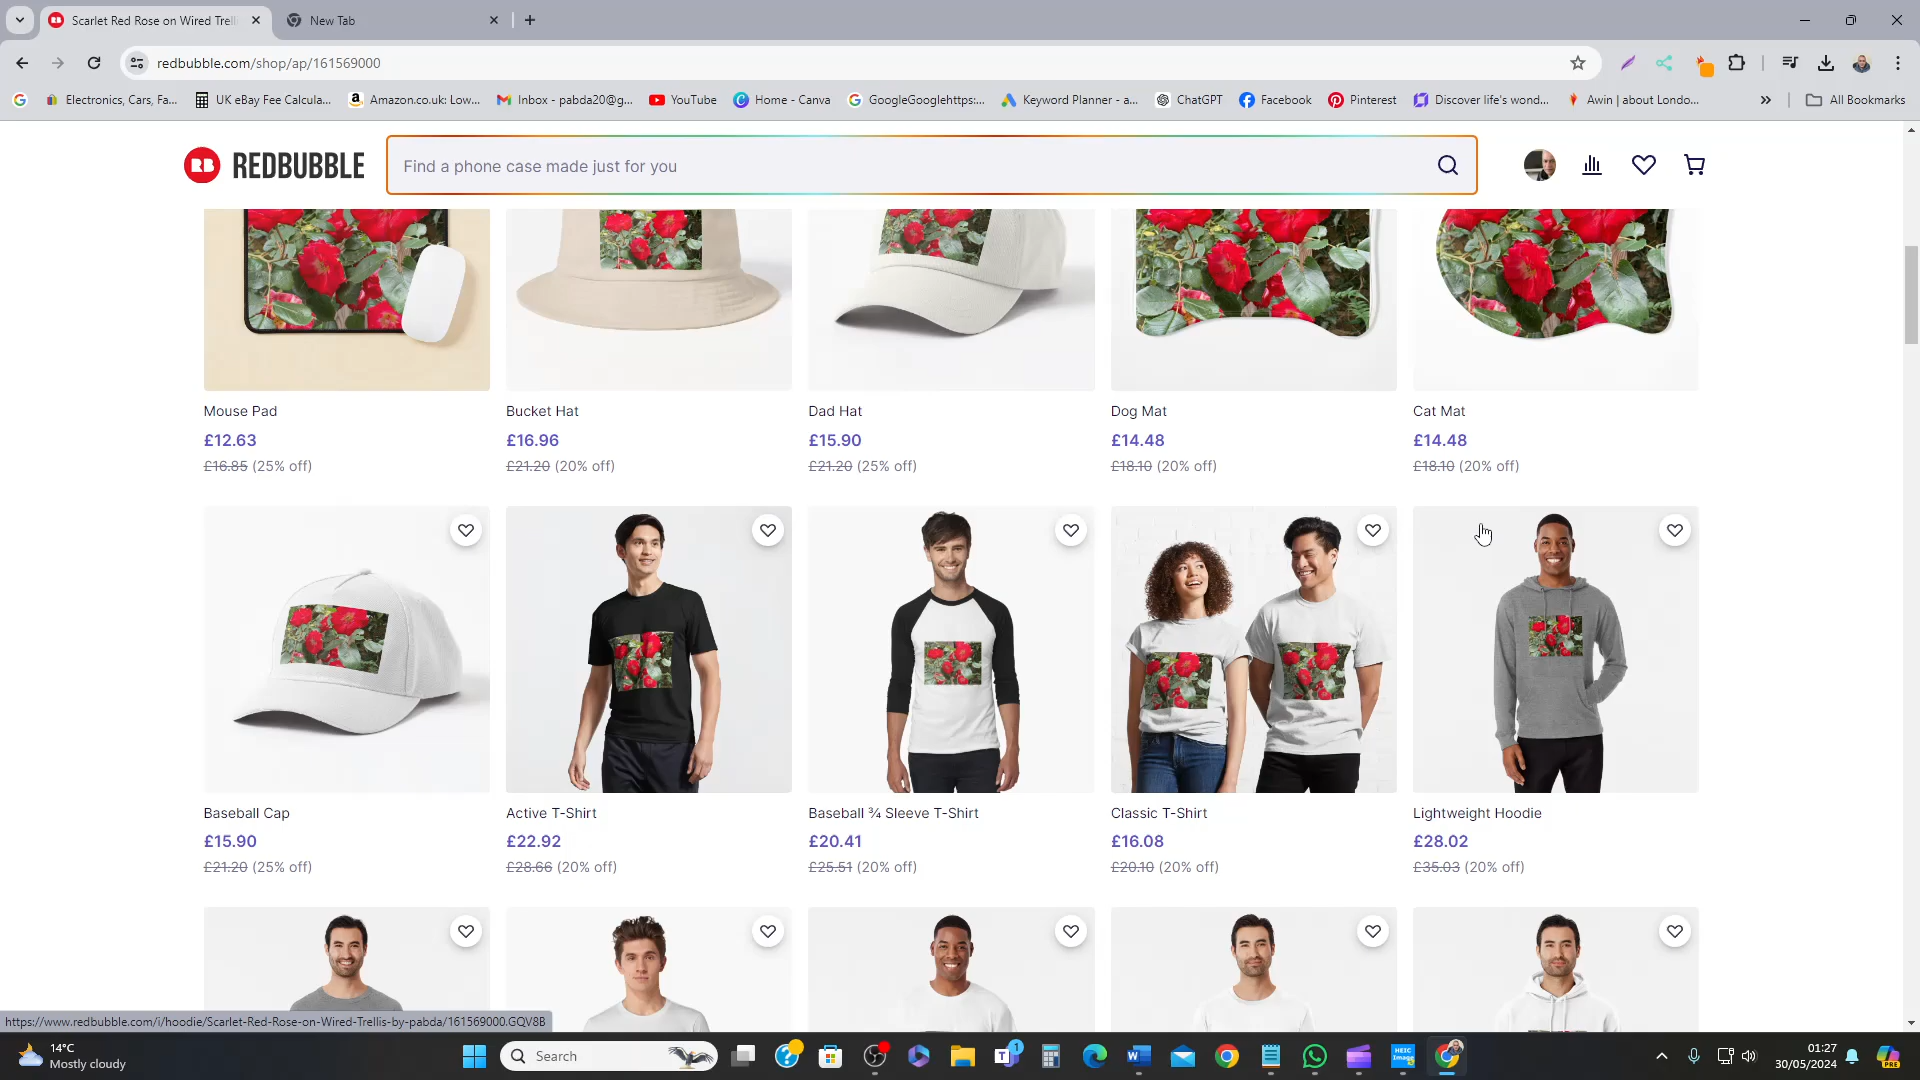 Scarlet Red Rose on Wired Trell
New Tab
redbubble.com/shop/ap/161569000
Electronics, Cars, Fa...
UK eBay Fee Calcula...
Amazon.co.uk: Low...
Inbox - pabda20@g...
YouTube
Home - Canva
GoogleGooglehttps:...
Keyword Planner - a...
ChatGPT
Facebook
Pinterest
Discover life's wond...
Awin | about Londo...
All Bookmarks
RB REDBUBBLE
Find a phone case made just for you
Mouse Pad
£12.63
£16.85 (25% off)
Bucket Hat
£16.96
£21.20 (20% off)
Dad Hat
£15.90
£21.20 (25% off)
Dog Mat
£14.48
£18.10 (20% off)
Cat Mat
£14.48
£18.10 (20% off)
Baseball Cap
£15.90
£21.20 (25% off)
Active T-Shirt
£22.92
£28.66 (20% off)
Baseball ¾ Sleeve T-Shirt
£20.41
£25.51 (20% off)
Classic T-Shirt
£16.08
£20.10 (20% off)
Lightweight Hoodie
£28.02
£35.03 (20% off)
https://www.redbubble.com/i/hoodie/Scarlet-Red-Rose-on-Wired-Trellis-by-pabda/161569000.GQV8B
14°C
Mostly cloudy
Search
1
01:27
30/05/2024